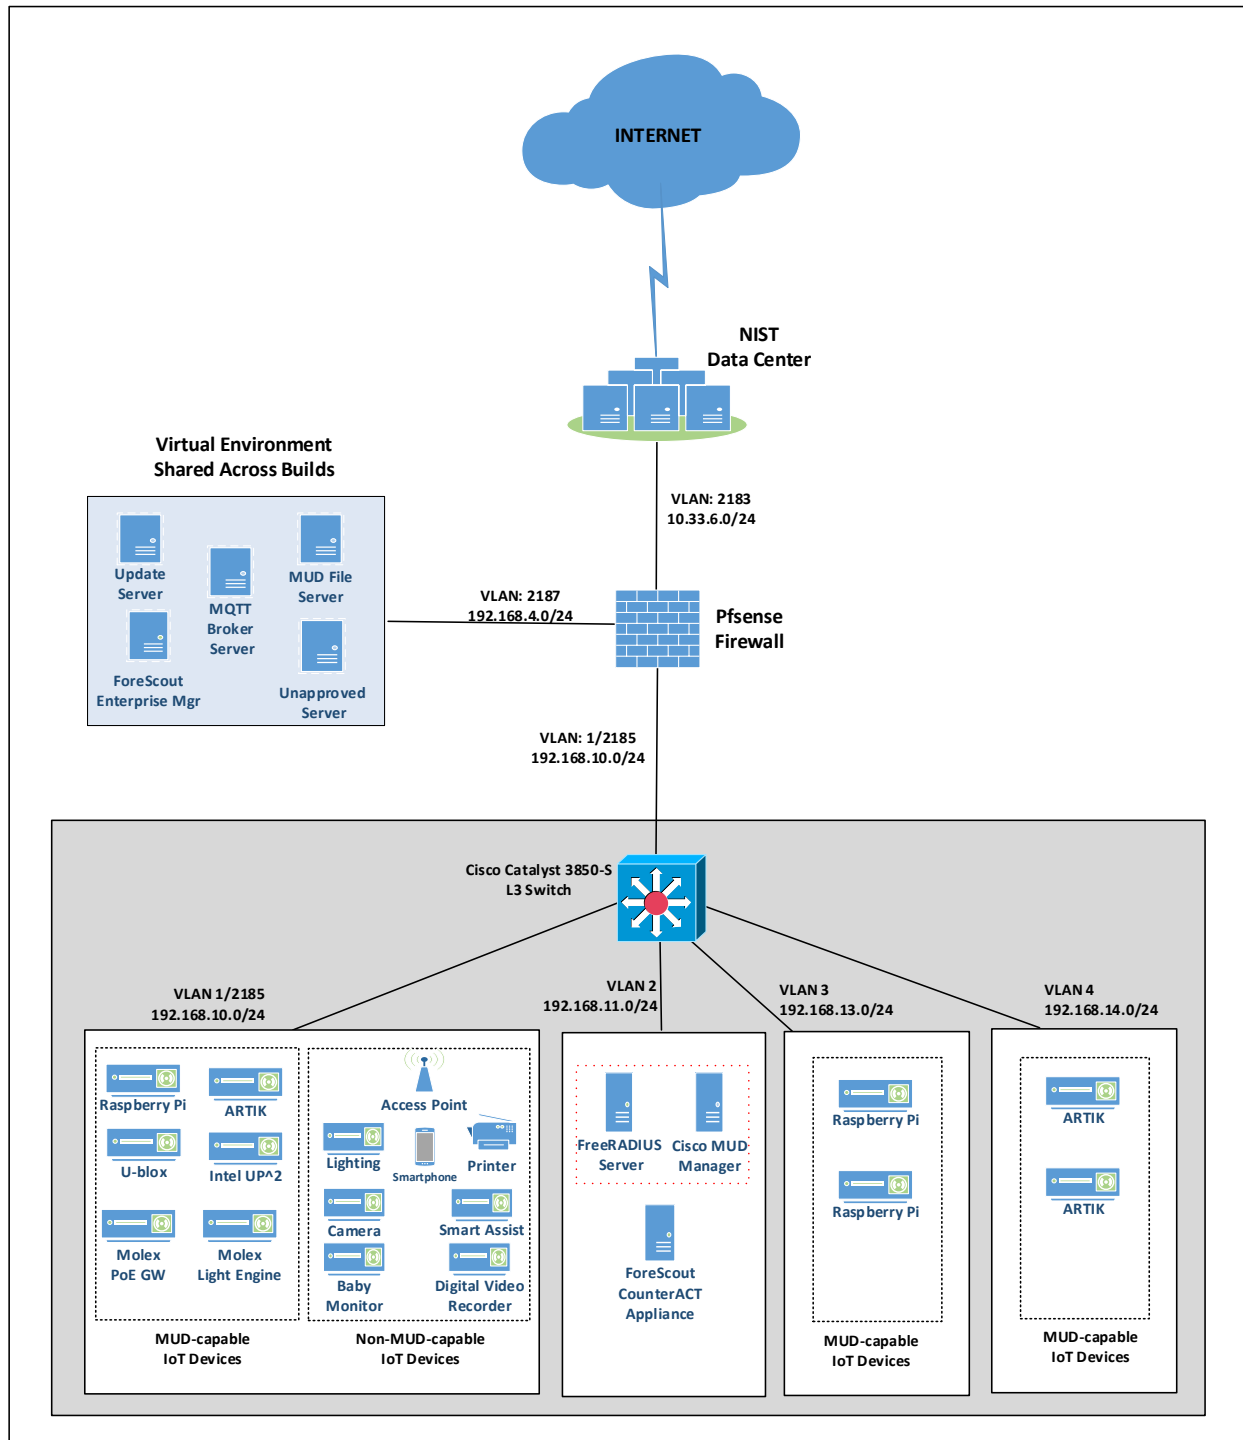 INTERNET
NIST
Data Center
Virtual Environment
Shared Across Builds
VLAN: 2183
10.33.6.0/24
Update
Server
MQTT
Broker
Server
MUD File
Server
ForeScout
Enterprise Mgr
Unapproved
Server
VLAN: 2187
192.168.4.0/24
Pfsense
Firewall
VLAN: 1/2185
192.168.10.0/24
Cisco Catalyst 3850-S
L3 Switch
VLAN 1/2185
192.168.10.0/24
VLAN 2
192.168.11.0/24
VLAN 3
192.168.13.0/24
VLAN 4
192.168.14.0/24
Raspberry Pi
ARTIK
U-blox
Intel UP^2
Molex
PoE GW
Molex
Light Engine
MUD-capable
IoT Devices
Access Point
Lighting
Smartphone
Printer
Camera
Smart Assist
Baby
Monitor
Digital Video
Recorder
Non-MUD-capable
IoT Devices
FreeRADIUS
Server
Cisco MUD
Manager
ForeScout
CounterACT
Appliance
Raspberry Pi
Raspberry Pi
MUD-capable
IoT Devices
ARTIK
ARTIK
MUD-capable
IoT Devices